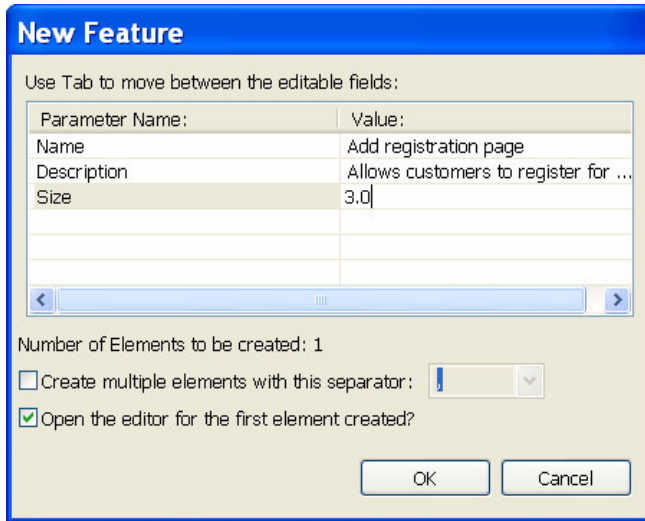 New Feature
Use Tab to move between the editable fields:
Parameter Name: Value:
Name Add registration page
Description Allows customers to register for ...
Size 3.0
Number of Elements to be created: 1
Create multiple elements with this separator: ,
Open the editor for the first element created?
OK Cancel